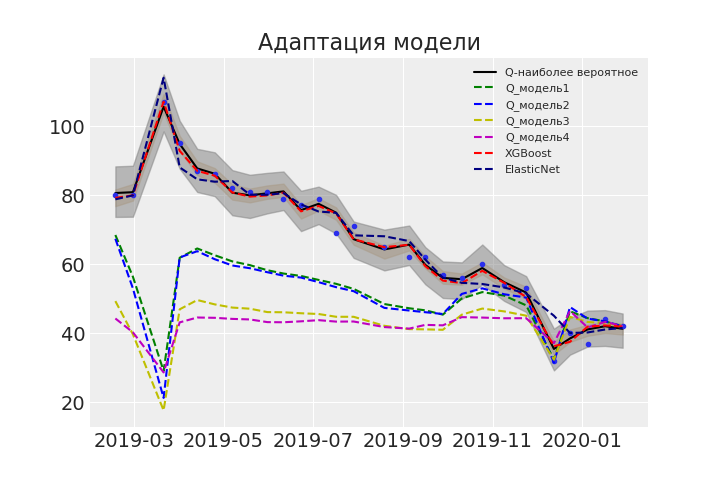 Адаптация модели
Q-наиболее вероятное
Q_модель1
Q_модель2
Q_модель3
Q_модель4
XGBoost
ElasticNet
100
80
60
40
20
2019-03 2019-05 2019-07 2019-09 2019-11 2020-01